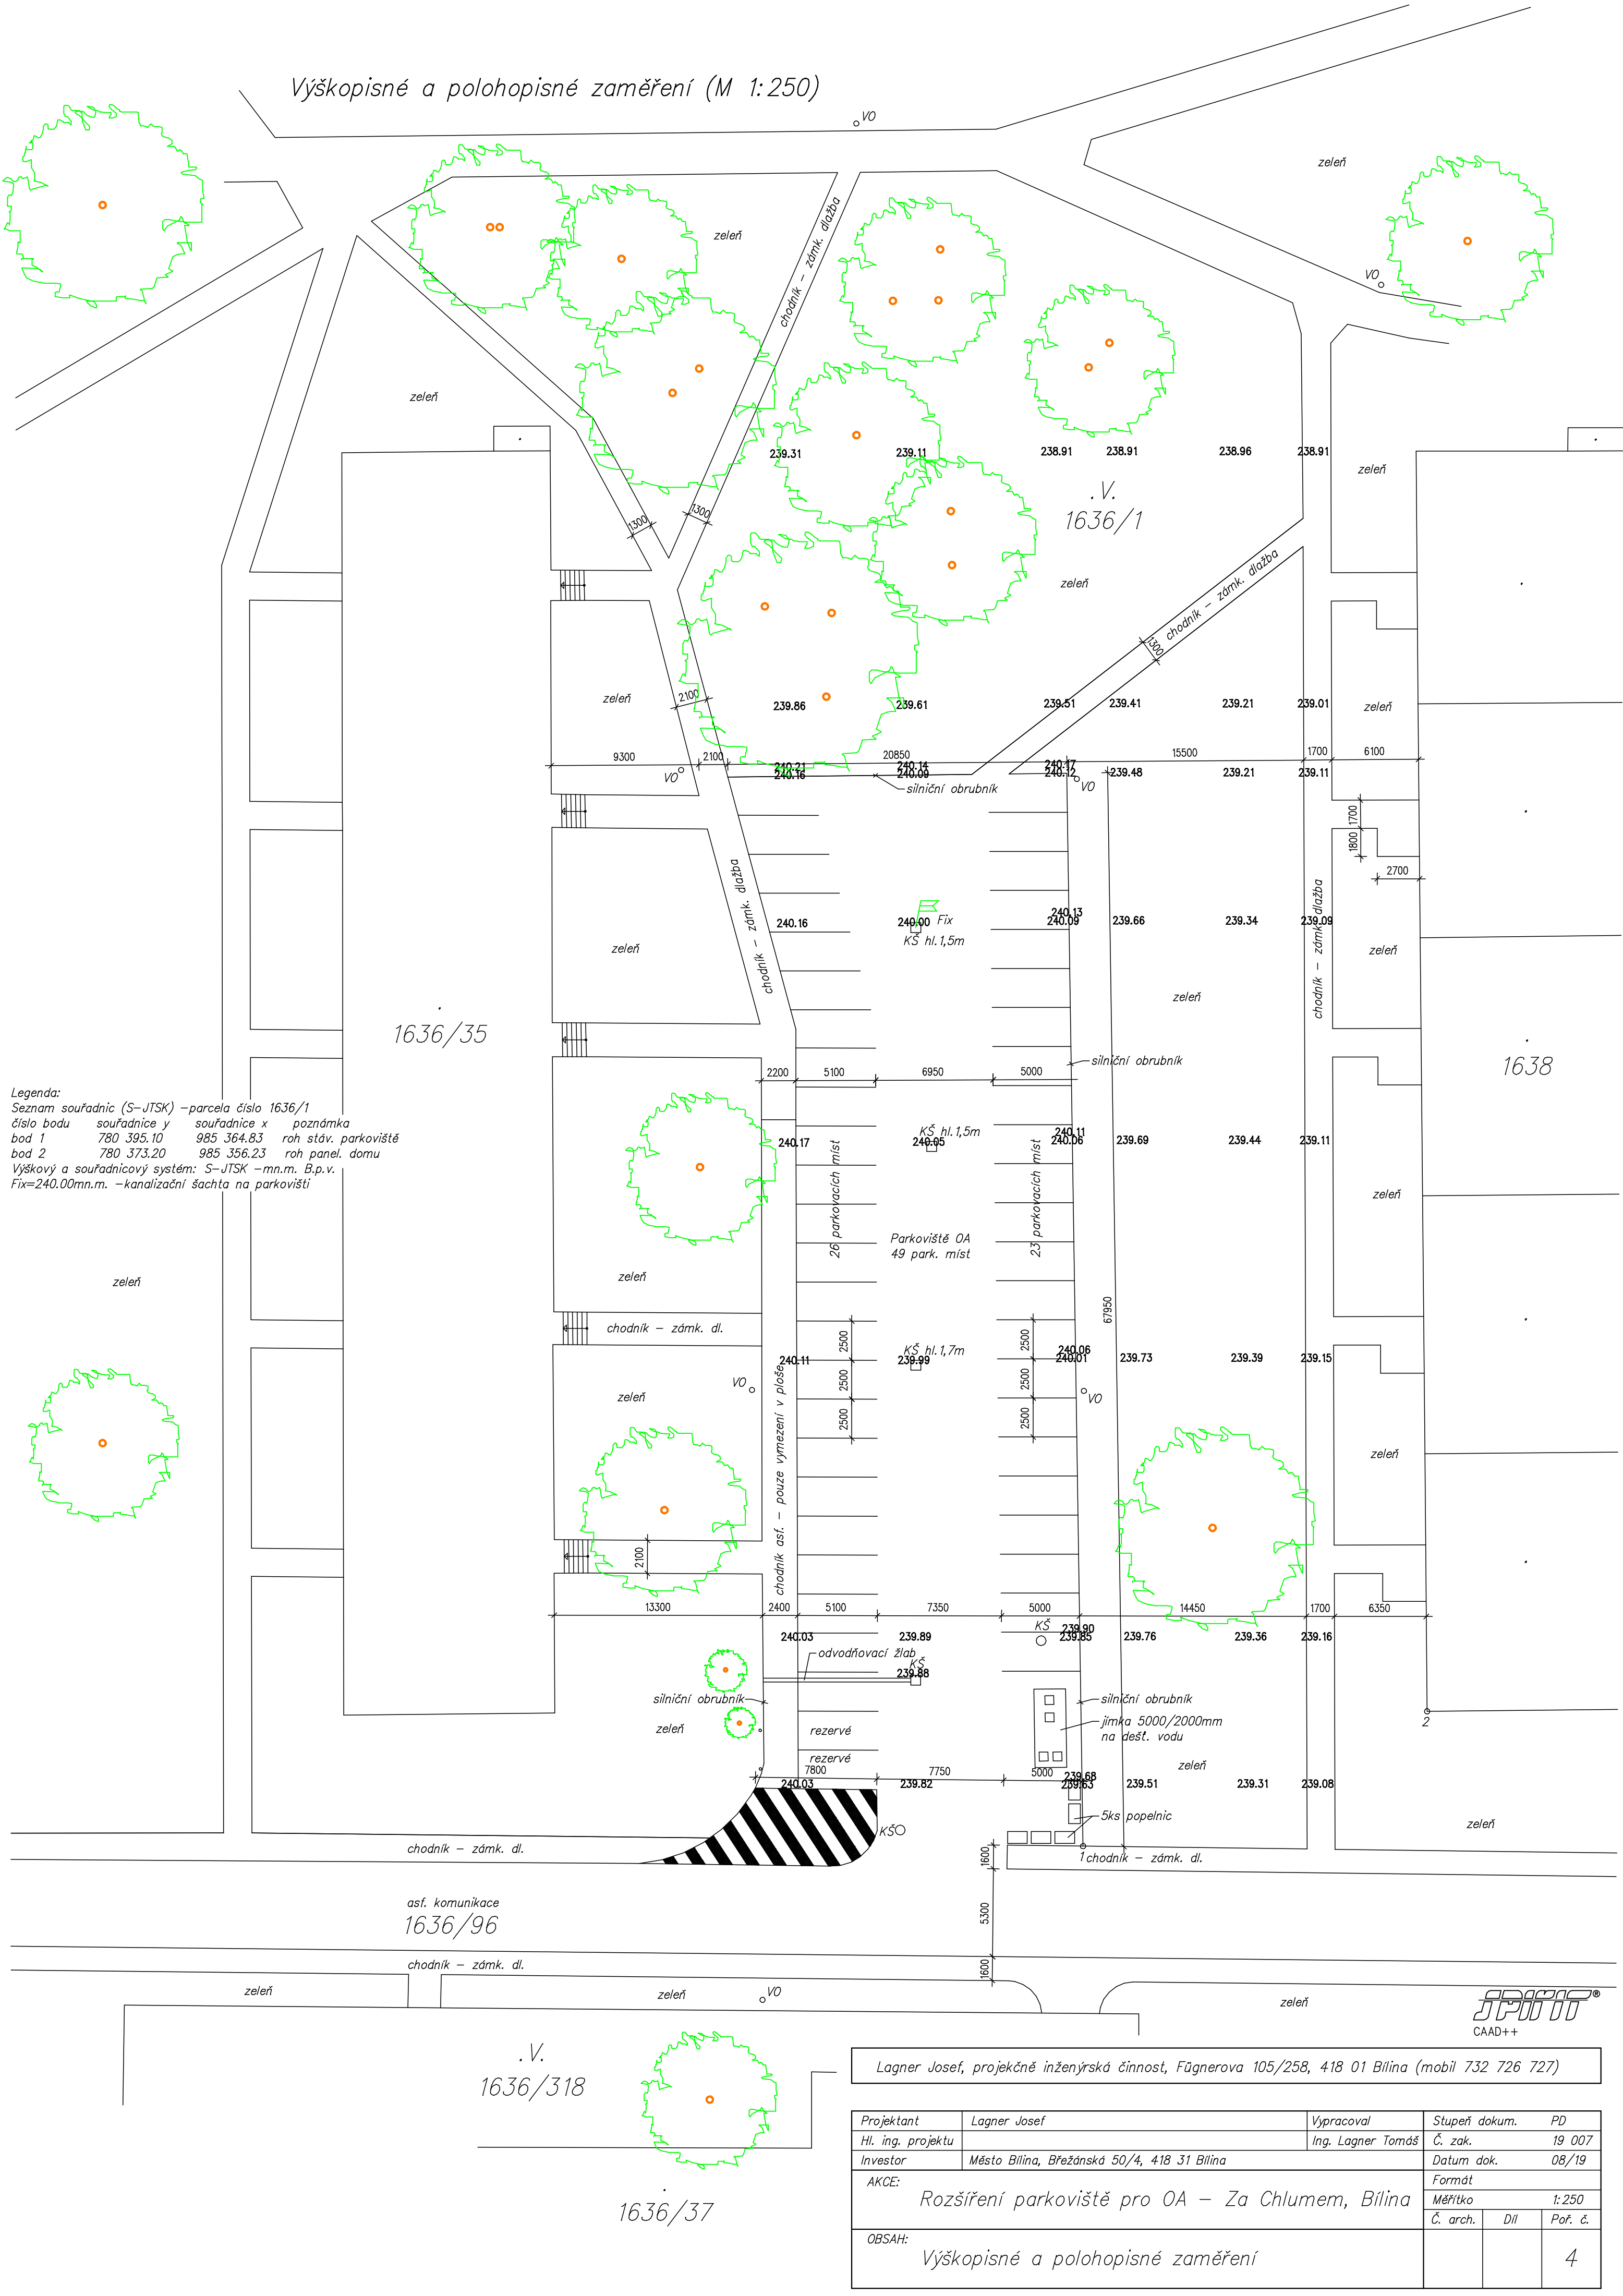 Výškopisné a polohopisné zaměření (M 1:250)
VO
zeleň
zeleň
chodník – zámk. dlažba
VO
zeleň
239.31
239.11
238.91
238.91
238.96
238.91
zeleň
.V.
1636/1
1300
1300
zeleň
chodník – zámk. dlažba
1300
zeleň
2100
239.86
239.61
239.51
239.41
239.21
239.01
zeleň
9300
2100
20850
15500
1700
6100
VO
240.21
240.16
240.14
240.09
240.17
240.12
239.48
239.21
239.11
silniční obrubník
VO
1700
1800
2700
chodník – zámk. dlažba
chodník – zámk. dlažba
240.16
240.00
Fix
KŠ hl.1,5m
240.13
240.09
239.66
239.34
239.09
zeleň
zeleň
zeleň
1636/35
1638
silniční obrubník
2200
5100
6950
5000
Legenda:
Seznam souřadnic (S–JTSK) –parcela číslo 1636/1
číslo bodu souřadnice y souřadnice x poznámka
bod 1 780 395.10 985 364.83 roh stáv. parkoviště
bod 2 780 373.20 985 356.23 roh panel. domu
Výškový a souřadnicový systém: S–JTSK –mn.m. B.p.v.
Fix=240.00mn.m. –kanalizační šachta na parkovišti
240.17
KŠ hl.1,5m
240.05
240.11
240.06
239.69
239.44
239.11
26 parkovacích míst
23 parkovacích míst
zeleň
Parkoviště OA
49 park. míst
zeleň
zeleň
67950
chodník – zámk. dl.
2500
2500
2500
2500
2500
2500
240.11
KŠ hl.1,7m
239.99
240.06
240.01
239.73
239.39
239.15
VO
VO
zeleň
chodník asf. – pouze vymezení v ploše
zeleň
2100
13300
2400
5100
7350
5000
14450
1700
6350
240.03
239.89
KŠ
239.90
239.85
239.76
239.36
239.16
odvodňovací žlab
KŠ
239.88
silniční obrubník
silniční obrubník
zeleň
rezervé
jímka 5000/2000mm
na dešť. vodu
2
rezervé
zeleň
7800
7750
5000
240.03
239.82
239.68
239.63
239.51
239.31
239.08
5ks popelnic
KŠ
zeleň
chodník – zámk. dl.
1600
1
chodník – zámk. dl.
asf. komunikace
1636/96
5300
chodník – zámk. dl.
1600
zeleň
zeleň
VO
zeleň
SPIRIT®
CAAD++
.V.
1636/318
Lagner Josef, projekčně inženýrská činnost, Fügnerova 105/258, 418 01 Bílina (mobil 732 726 727)
Projektant Lagner Josef Vypracoval Stupeň dokum. PD
Hl. ing. projektu Ing. Lagner Tomáš Č. zak. 19 007
Investor Město Bílina, Břežánská 50/4, 418 31 Bílina Datum dok. 08/19
AKCE:
Rozšíření parkoviště pro OA – Za Chlumem, Bílina
Formát
Měřítko 1:250
Č. arch. Díl Poř. č.
OBSAH:
Výškopisné a polohopisné zaměření
4
1636/37